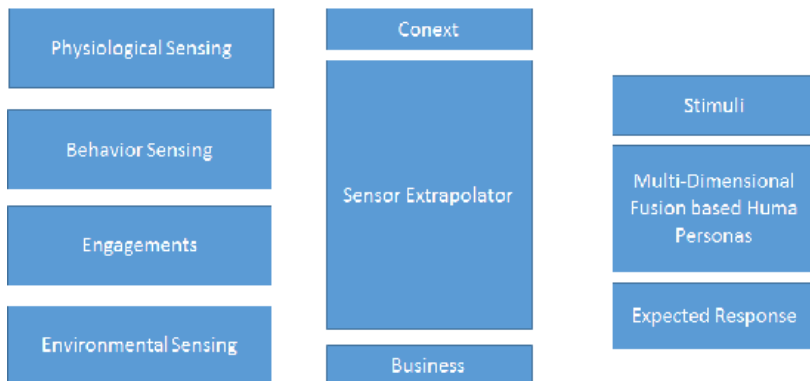 Physiological Sensing
Behavior Sensing
Engagements
Environmental Sensing
Conext
Sensor Extrapolator
Business
Stimuli
Multi-Dimensional
Fusion based Huma
Personas
Expected Response